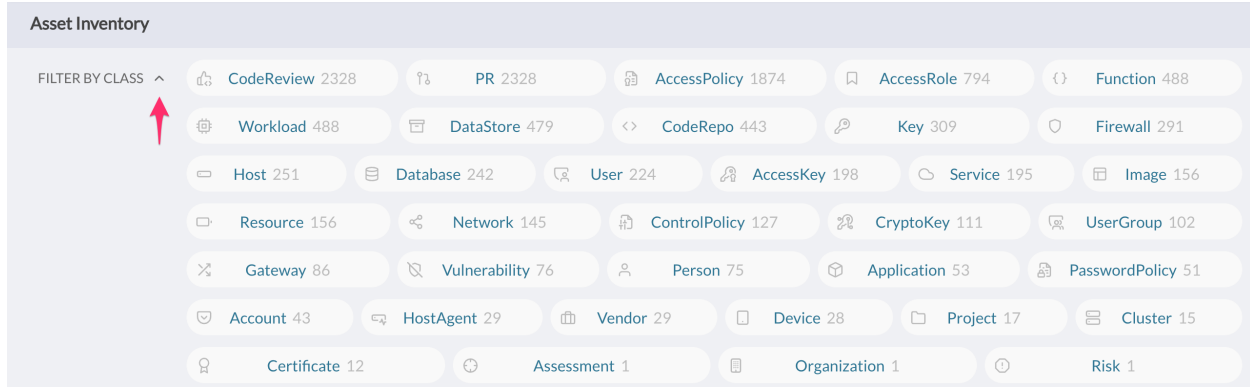 Asset Inventory
FILTER BY CLASS CodeReview 2328 PR 2328 AccessPolicy 1874 AccessRole 794 Function 488
Workload 488 DataStore 479 CodeRepo 443 Key 309 Firewall 291
Host 251 Database 242 User 224 AccessKey 198 Service 195 Image 156
Resource 156 Network 145 ControlPolicy 127 CryptoKey 111 UserGroup 102
Gateway 86 Vulnerability 76 Person 75 Application 53 PasswordPolicy 51
Account 43 HostAgent 29 Vendor 29 Device 28 Project 17 Cluster 15
Certificate 12 Assessment 1 Organization 1 Risk 1